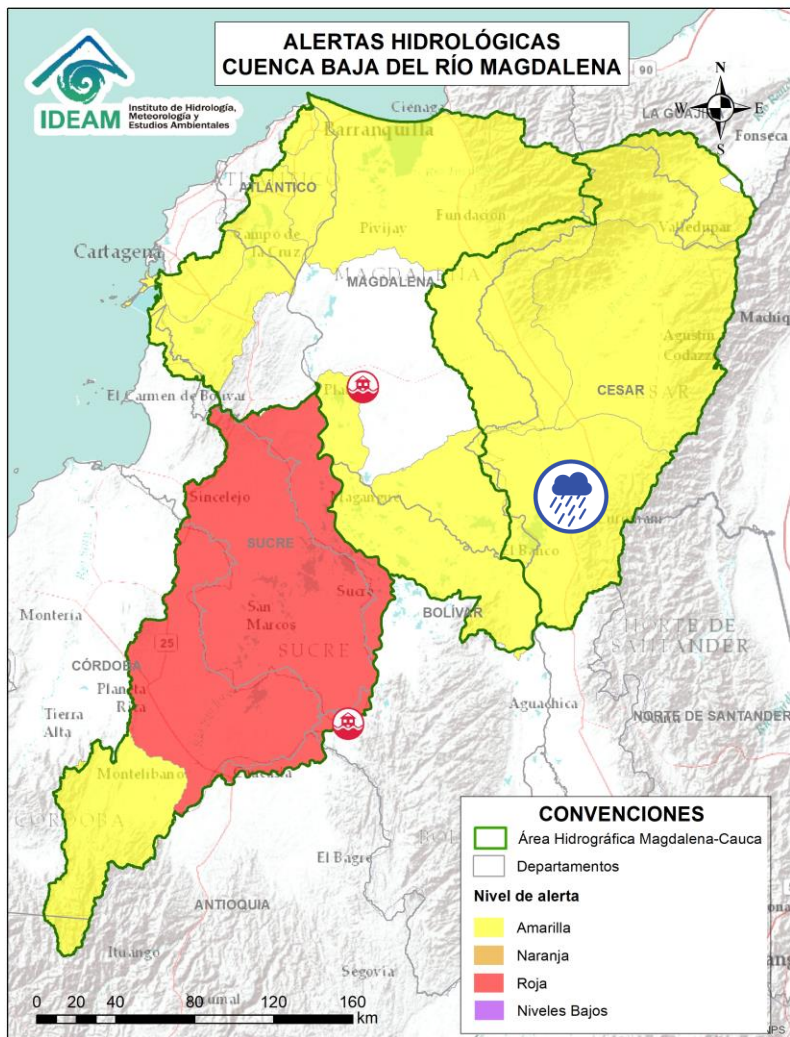 ALERTAS HIDROLÓGICAS
CUENCA BAJA DEL RÍO MAGDALENA
IDEAM
Instituto de Hidrología,
Meteorología y
Estudios Ambientales
N
W E
S
90
Ciénaga
LA GUAJIRA
Fonseca
Barranquilla
ATLÁNTICO
Fundación
Pivijay
Valledupar
Campo de
la Cruz
Cartagena
MAGDALENA
MAGDALENA
Agustín
Codazzi
CESAR
El Carmen de Bolívar
Sincelejo
Magangué
SUCRE
El Banco
Sucre
BOLÍVAR
San
Marcos
SUCRE
Montería
25
CÓRDOBA
Planeta
Rica
Tierra
Alta
NORTE DE
SANTANDER
Aguachica
NORTE DE SANTANDER
Montelíbano
CÓRDOBA
El Bagre
ANTIOQUIA
Ituango
Segovia
CONVENCIONES
Área Hidrográfica Magdalena-Cauca
Departamentos
Nivel de alerta
Amarilla
Naranja
Roja
Niveles Bajos
0 20 40 80 120 160
km